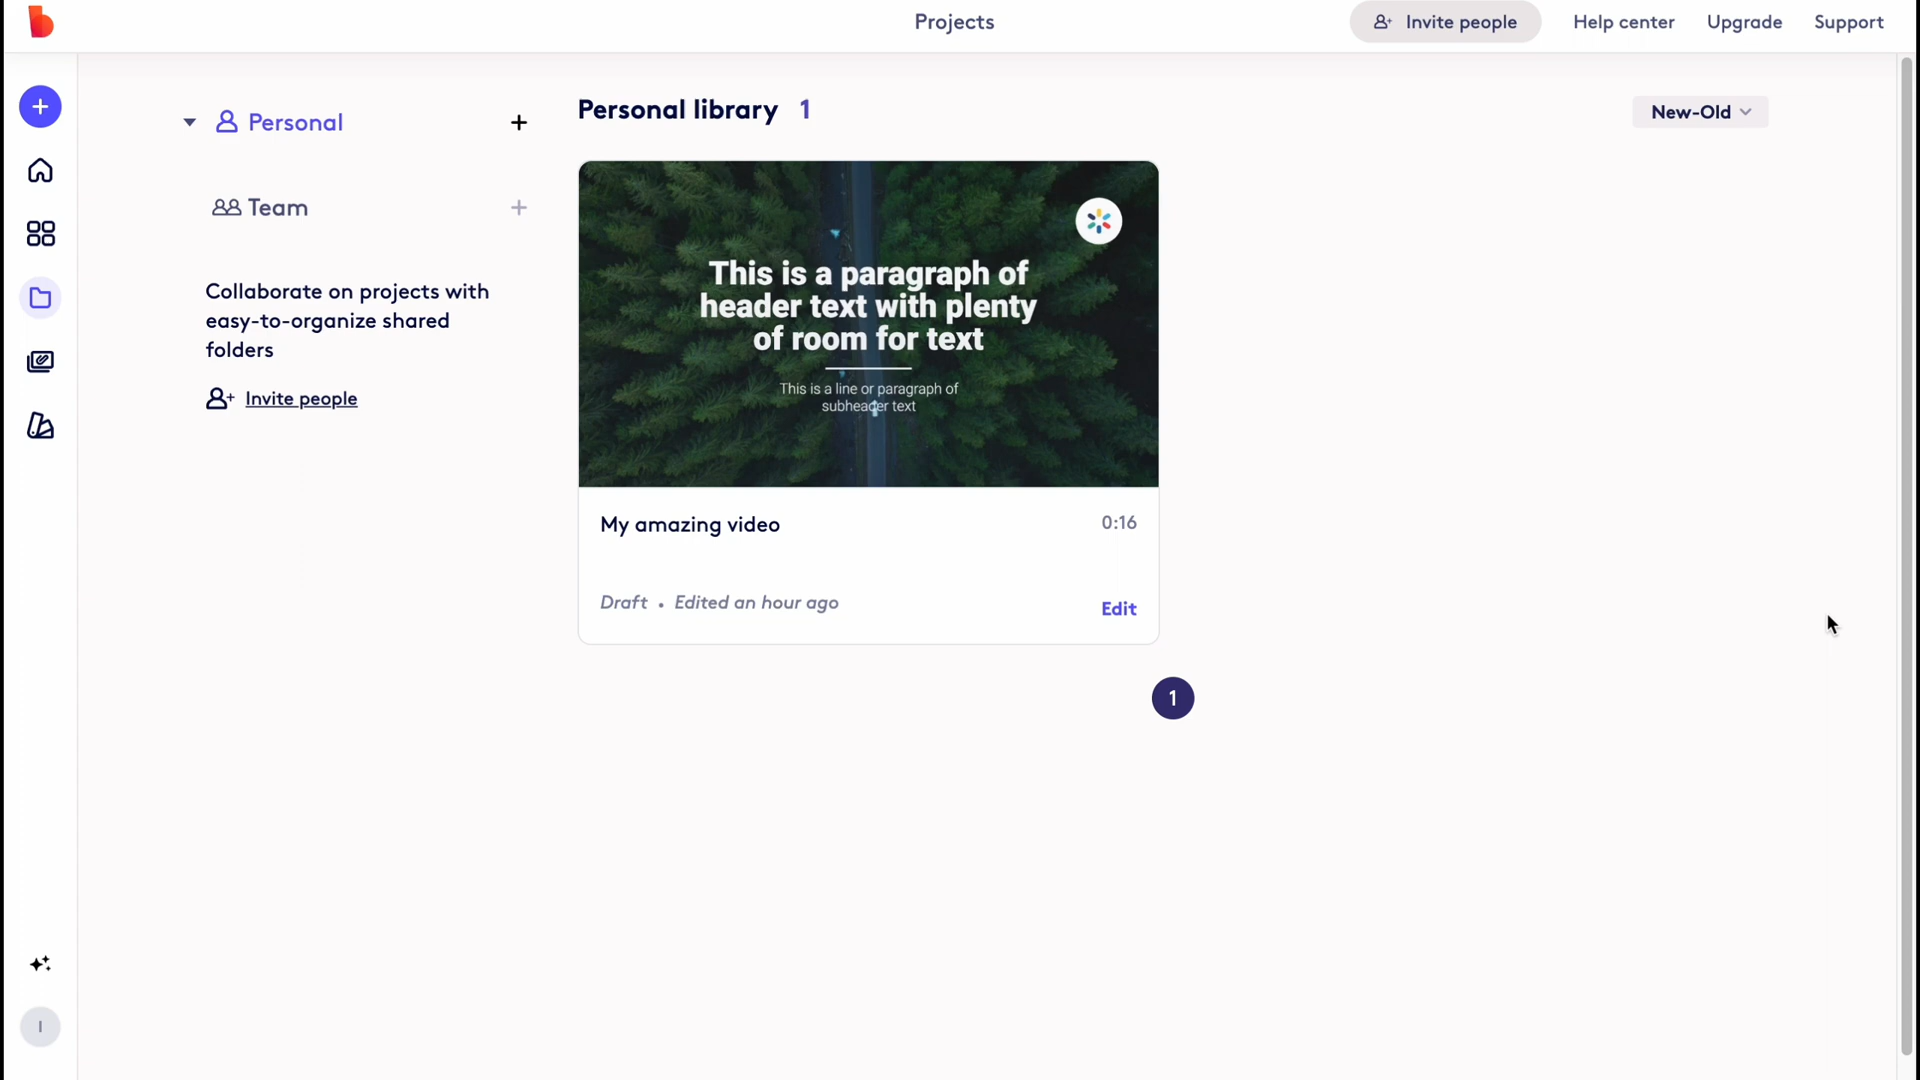 Projects
Invite people
Help center
Upgrade
Support
Personal
Team
Collaborate on projects with
easy-to-organize shared
folders
Invite people
Personal library 1
New-Old
This is a paragraph of
header text with plenty
of room for text
This is a line or paragraph of
subheader text
My amazing video
0:16
Draft • Edited an hour ago
Edit
1
I